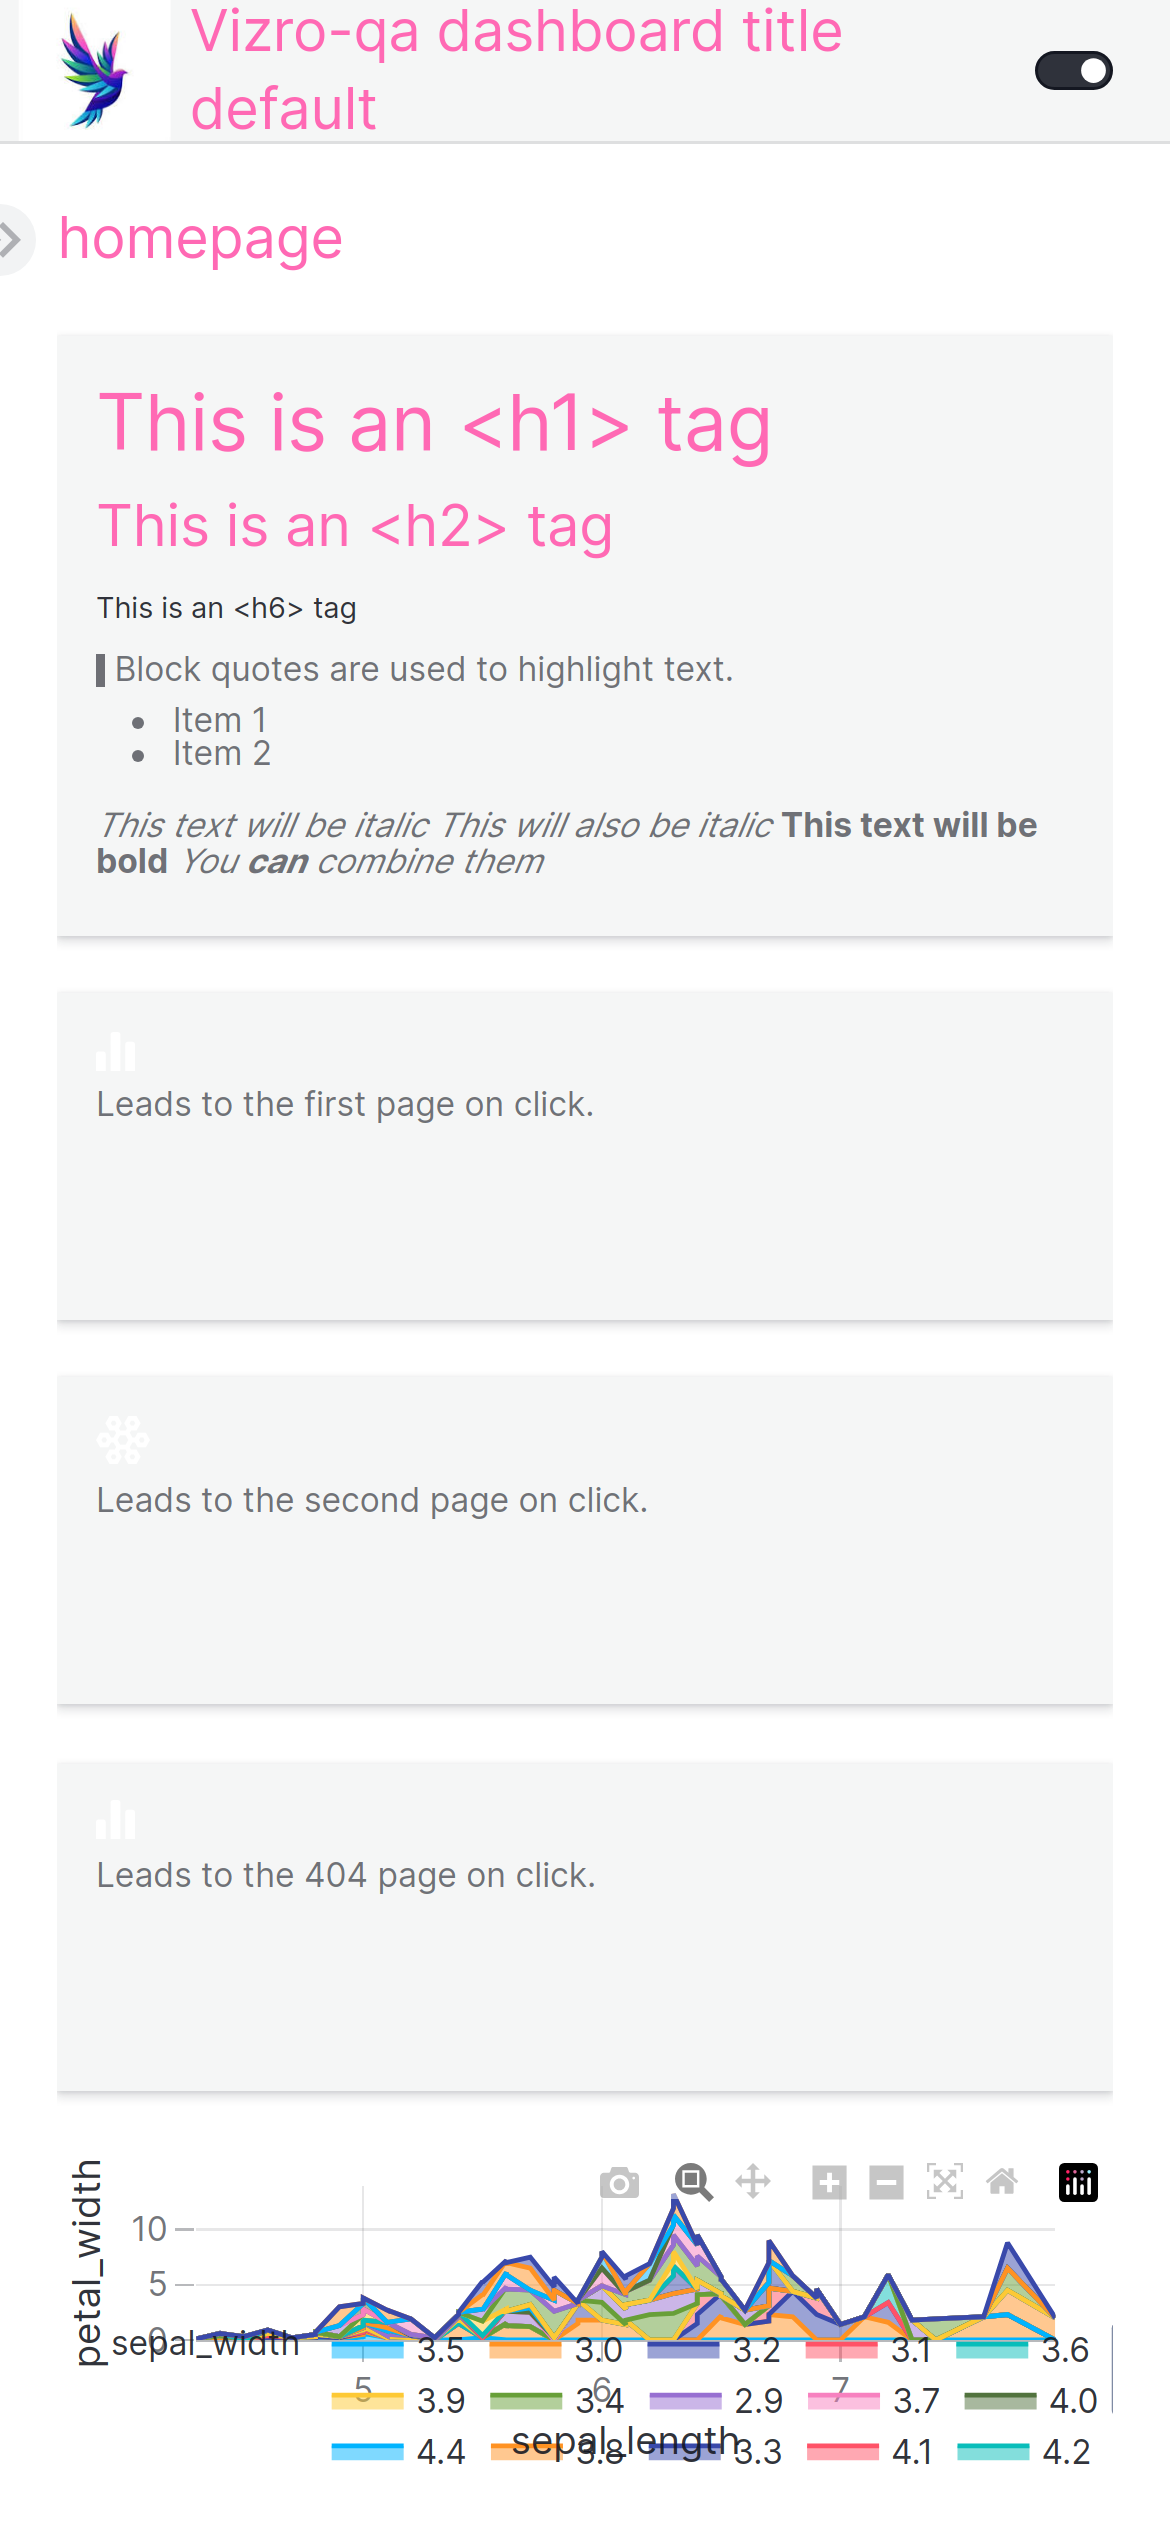 Vizro-qa dashboard title
default
homepage
This is an <h1> tag
This is an <h2> tag
This is an <h6> tag
Block quotes are used to highlight text.
Item 1
Item 2
This text will be italic This will also be italic This text will be
bold You can combine them
Leads to the first page on click.
Leads to the second page on click.
Leads to the 404 page on click.
petal_width
10
5
0
sepal_width
3.5 3.0 3.2 3.1 3.6
5 6 7
3.9 3.4 2.9 3.7 4.0
sepal_length
4.4 3.8 3.3 4.1 4.2